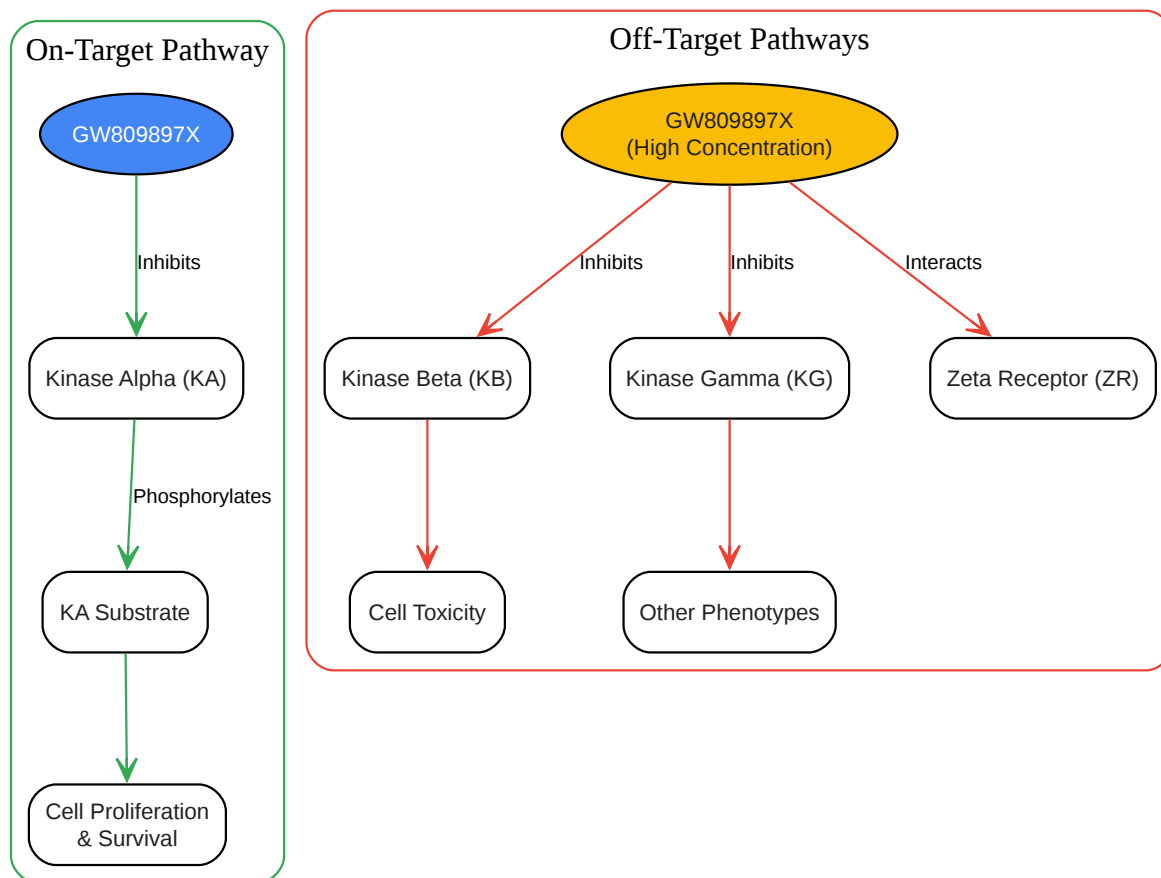 On-Target Pathway
GW809897X
Inhibits
Kinase Alpha (KA)
Phosphorylates
KA Substrate
Cell Proliferation
& Survival
Off-Target Pathways
GW809897X
(High Concentration)
Inhibits
Inhibits
Interacts
Kinase Beta (KB)
Kinase Gamma (KG)
Zeta Receptor (ZR)
Cell Toxicity
Other Phenotypes